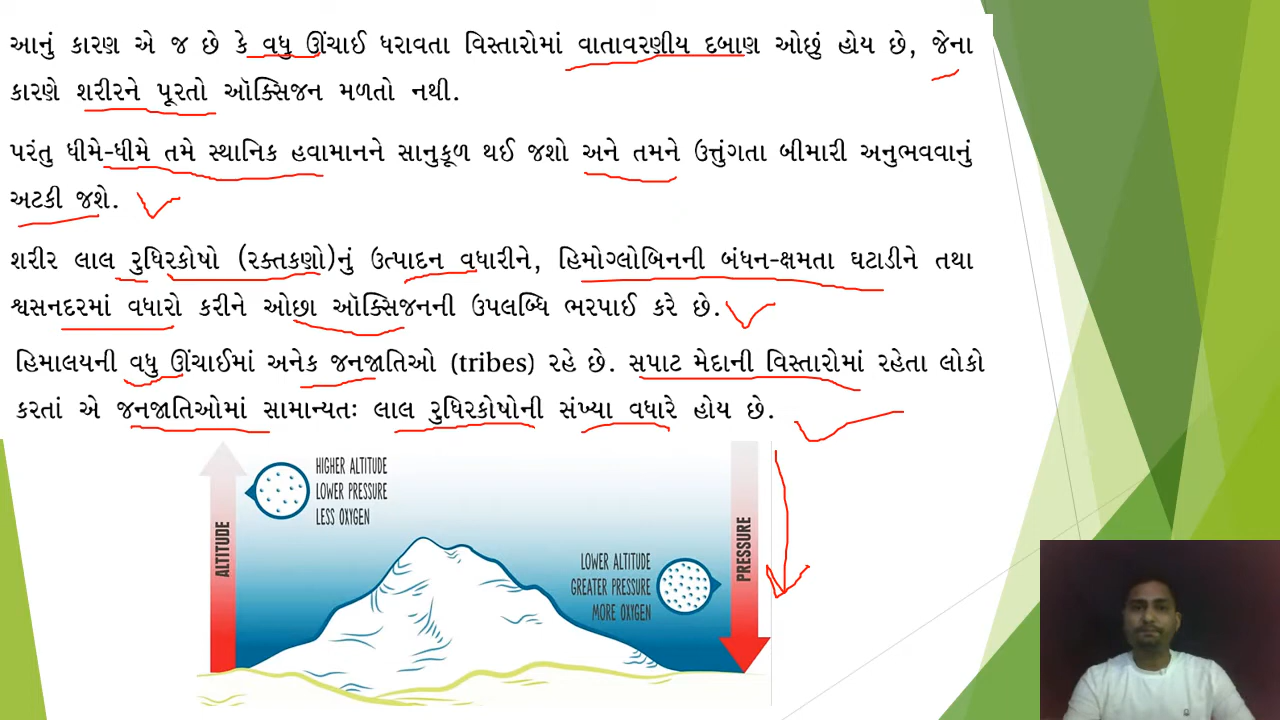 આનું કારણ એ જ છે કે વધુ ઊંચાઈ ધરાવતા વિસ્તારોમાં વાતાવરણીય દબાણ ઓછું હોય છે, જેના
કારણે શરીરને પૂરતો ઑક્સિજન મળતો નથી.
પરંતુ ધીમે-ધીમે તમે સ્થાનિક હવામાનને સાનુકૂળ થઈ જશો અને તમને ઉત્તુંગતા બીમારી અનુભવવાનું
અટકી જશે.
શરીર લાલ રુધિરકોષો (રક્તકણો)નું ઉત્પાદન વધારીને, હિમોગ્લોબિનની બંધન-ક્ષમતા ઘટાડીને તથા
શ્વસનદરમાં વધારો કરીને ઓછા ઑક્સિજનની ઉપલબ્ધિ ભરપાઈ કરે છે.
હિમાલયની વધુ ઊંચાઈમાં અનેક જનજાતિઓ (tribes) રહે છે. સપાટ મેદાની વિસ્તારોમાં રહેતા લોકો
કરતાં એ જનજાતિઓમાં સામાન્યતઃ લાલ રુધિરકોષોની સંખ્યા વધારે હોય છે.
HIGHER ALTITUDE
LOWER PRESSURE
LESS OXYGEN
ALTITUDE
LOWER ALTITUDE
GREATER PRESSURE
MORE OXYGEN
PRESSURE